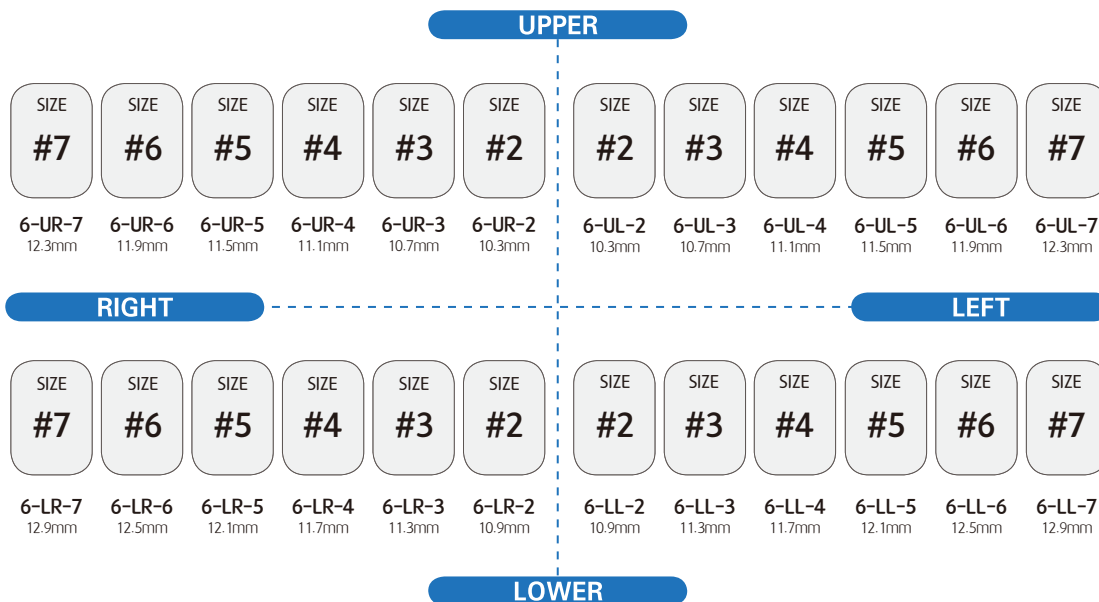 UPPER
SIZE SIZE SIZE SIZE SIZE SIZE SIZE SIZE SIZE SIZE SIZE SIZE
#7 #6 #5 #4 #3 #2 #2 #3 #4 #5 #6 #7
6-UR-7 6-UR-6 6-UR-5 6-UR-4 6-UR-3 6-UR-2 6-UL-2 6-UL-3 6-UL-4 6-UL-5 6-UL-6 6-UL-7
12.3mm 11.9mm 11.5mm 11.1mm 10.7mm 10.3mm 10.3mm 10.7mm 11.1mm 11.5mm 11.9mm 12.3mm
RIGHT LEFT
SIZE SIZE SIZE SIZE SIZE SIZE SIZE SIZE SIZE SIZE SIZE SIZE
#7 #6 #5 #4 #3 #2 #2 #3 #4 #5 #6 #7
6-LR-7 6-LR-6 6-LR-5 6-LR-4 6-LR-3 6-LR-2 6-LL-2 6-LL-3 6-LL-4 6-LL-5 6-LL-6 6-LL-7
12.9mm 12.5mm 12.1mm 11.7mm 11.3mm 10.9mm 10.9mm 11.3mm 11.7mm 12.1mm 12.5mm 12.9mm
LOWER